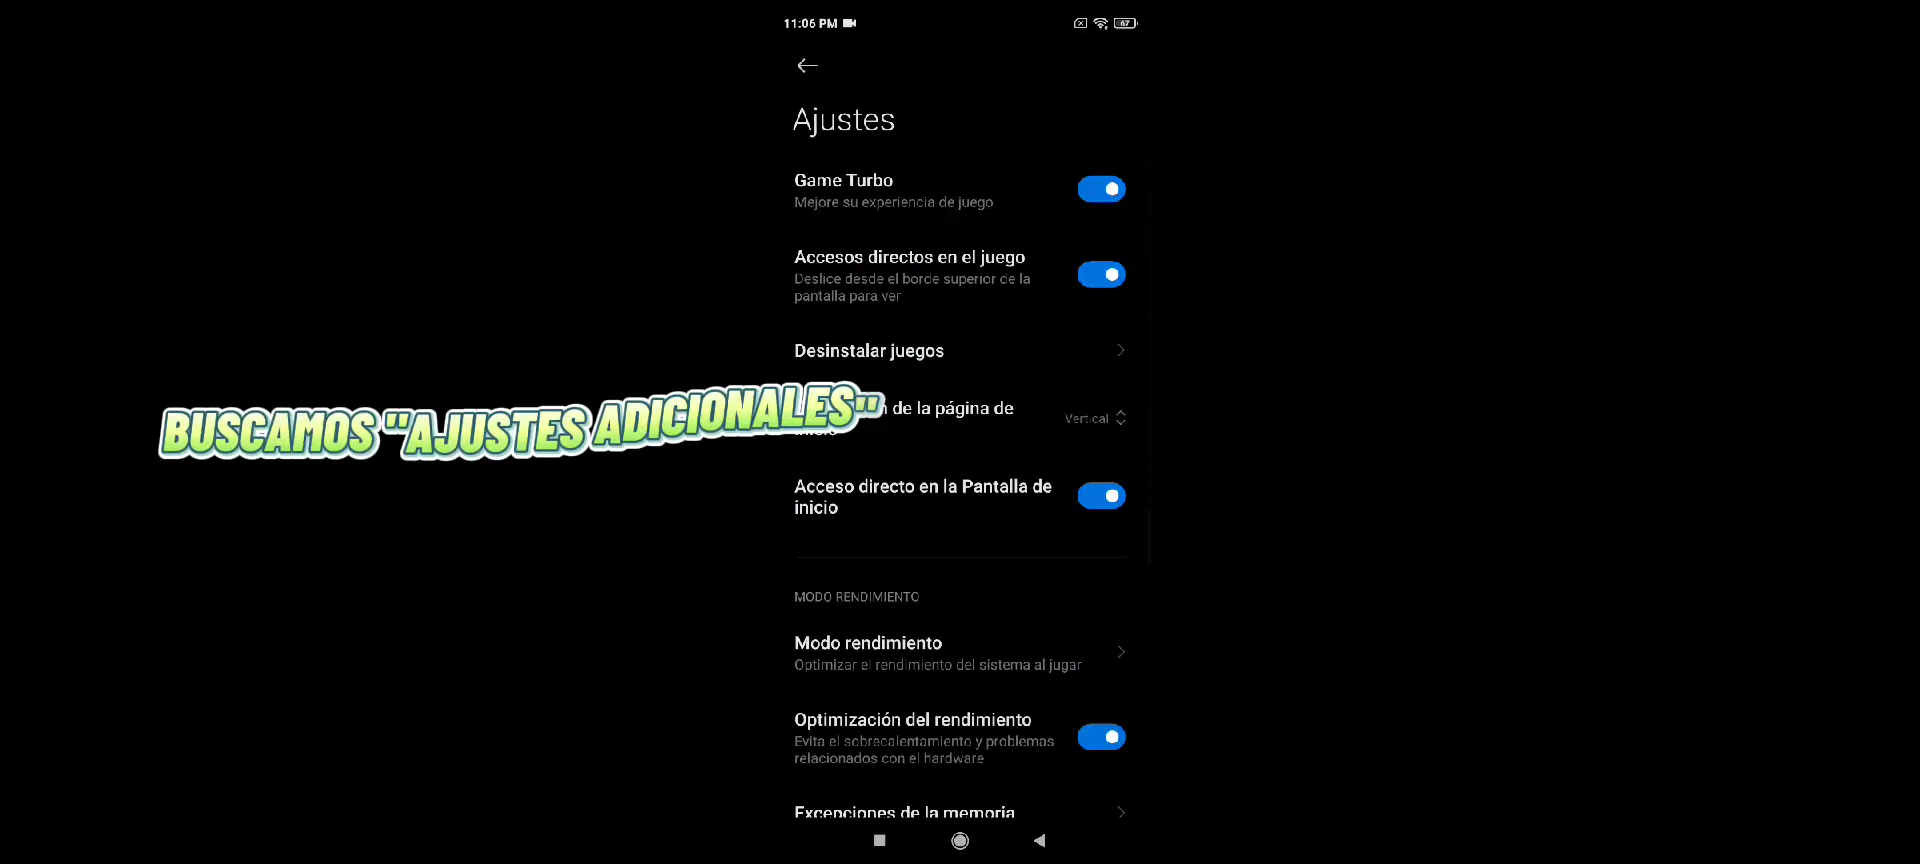 11:06 PM
67
Ajustes
Game Turbo
Mejore su experiencia de juego
Accesos directos en el juego
Deslice desde el borde superior de la
pantalla para ver
Desinstalar juegos
BUSCAMOS "AJUSTES ADICIONALES"
de la página de
Vertical
Acceso directo en la Pantalla de
inicio
MODO RENDIMIENTO
Modo rendimiento
Optimizar el rendimiento del sistema al jugar
Optimización del rendimiento
Evita el sobrecalentamiento y problemas
relacionados con el hardware
Excepciones de la memoria